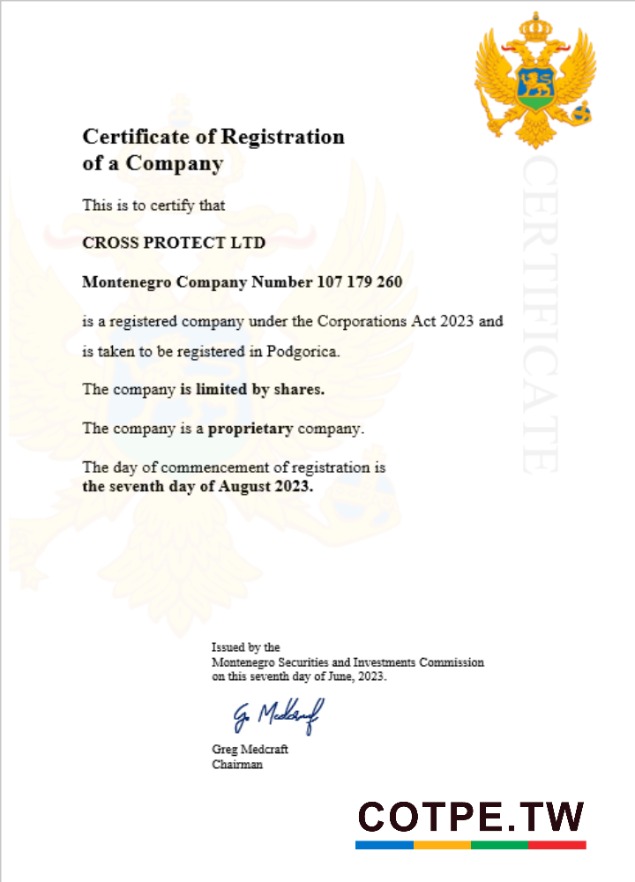 Certificate of Registration
of a Company
This is to certify that
CROSS PROTECT LTD
Montenegro Company Number 107 179 260
is a registered company under the Corporations Act 2023 and
is taken to be registered in Podgorica.
The company is limited by shares.
The company is a proprietary company.
The day of commencement of registration is
the seventh day of August 2023.
CERTIFICATE
Issued by the
Montenegro Securities and Investments Commission
on this seventh day of June, 2023.
Greg Medcraft
Greg Medcraft
Chairman
COTPE.TW